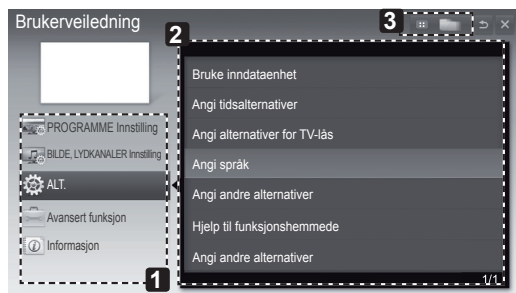 Brukerveiledning
2
3
Bruke inndataenhet
Angi tidsalternativer
Angi alternativer for TV-lås
Angi språk
Angi andre alternativer
Hjelp til funksjonshemmede
Angi andre alternativer
1/1
PROGRAMME Innstilling
BILDE, LYDKANALER Innstilling
ALT.
Avansert funksjon
Informasjon
1